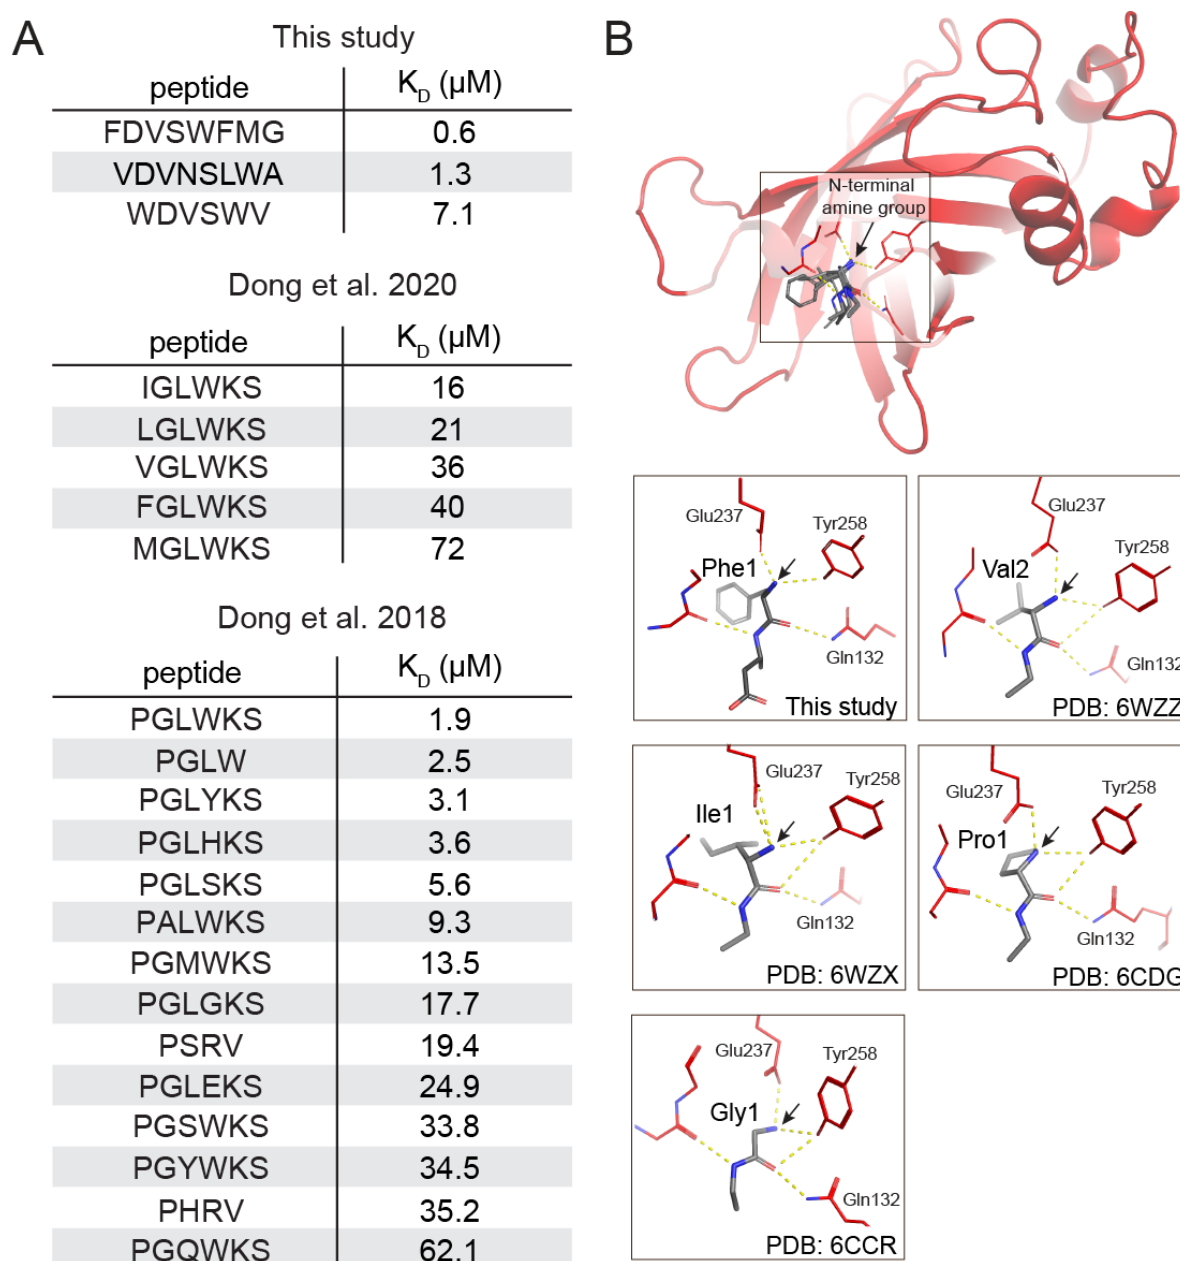 A
This study
peptide K_D (µM)
FDVSWFMG 0.6
VDVNSLWA 1.3
WDVSWV 7.1
Dong et al. 2020
peptide K_D (µM)
IGLWKS 16
LGLWKS 21
VGLWKS 36
FGLWKS 40
MGLWKS 72
Dong et al. 2018
peptide K_D (µM)
PGLWKS 1.9
PGLW 2.5
PGLYKS 3.1
PGLHKS 3.6
PGLSKS 5.6
PALWKS 9.3
PGMWKS 13.5
PGLGKS 17.7
PSRV 19.4
PGLEKS 24.9
PGSWKS 33.8
PGYWKS 34.5
PHRV 35.2
PGQWKS 62.1
B
N-terminal
amine group
Glu237
Tyr258
Phe1
Gln132
This study
Glu237
Tyr258
Val2
Gln132
PDB: 6WZZ
Glu237
Tyr258
Ile1
Gln132
PDB: 6WZX
Glu237
Tyr258
Pro1
Gln132
PDB: 6CDG
Glu237
Tyr258
Gly1
Gln132
PDB: 6CCR